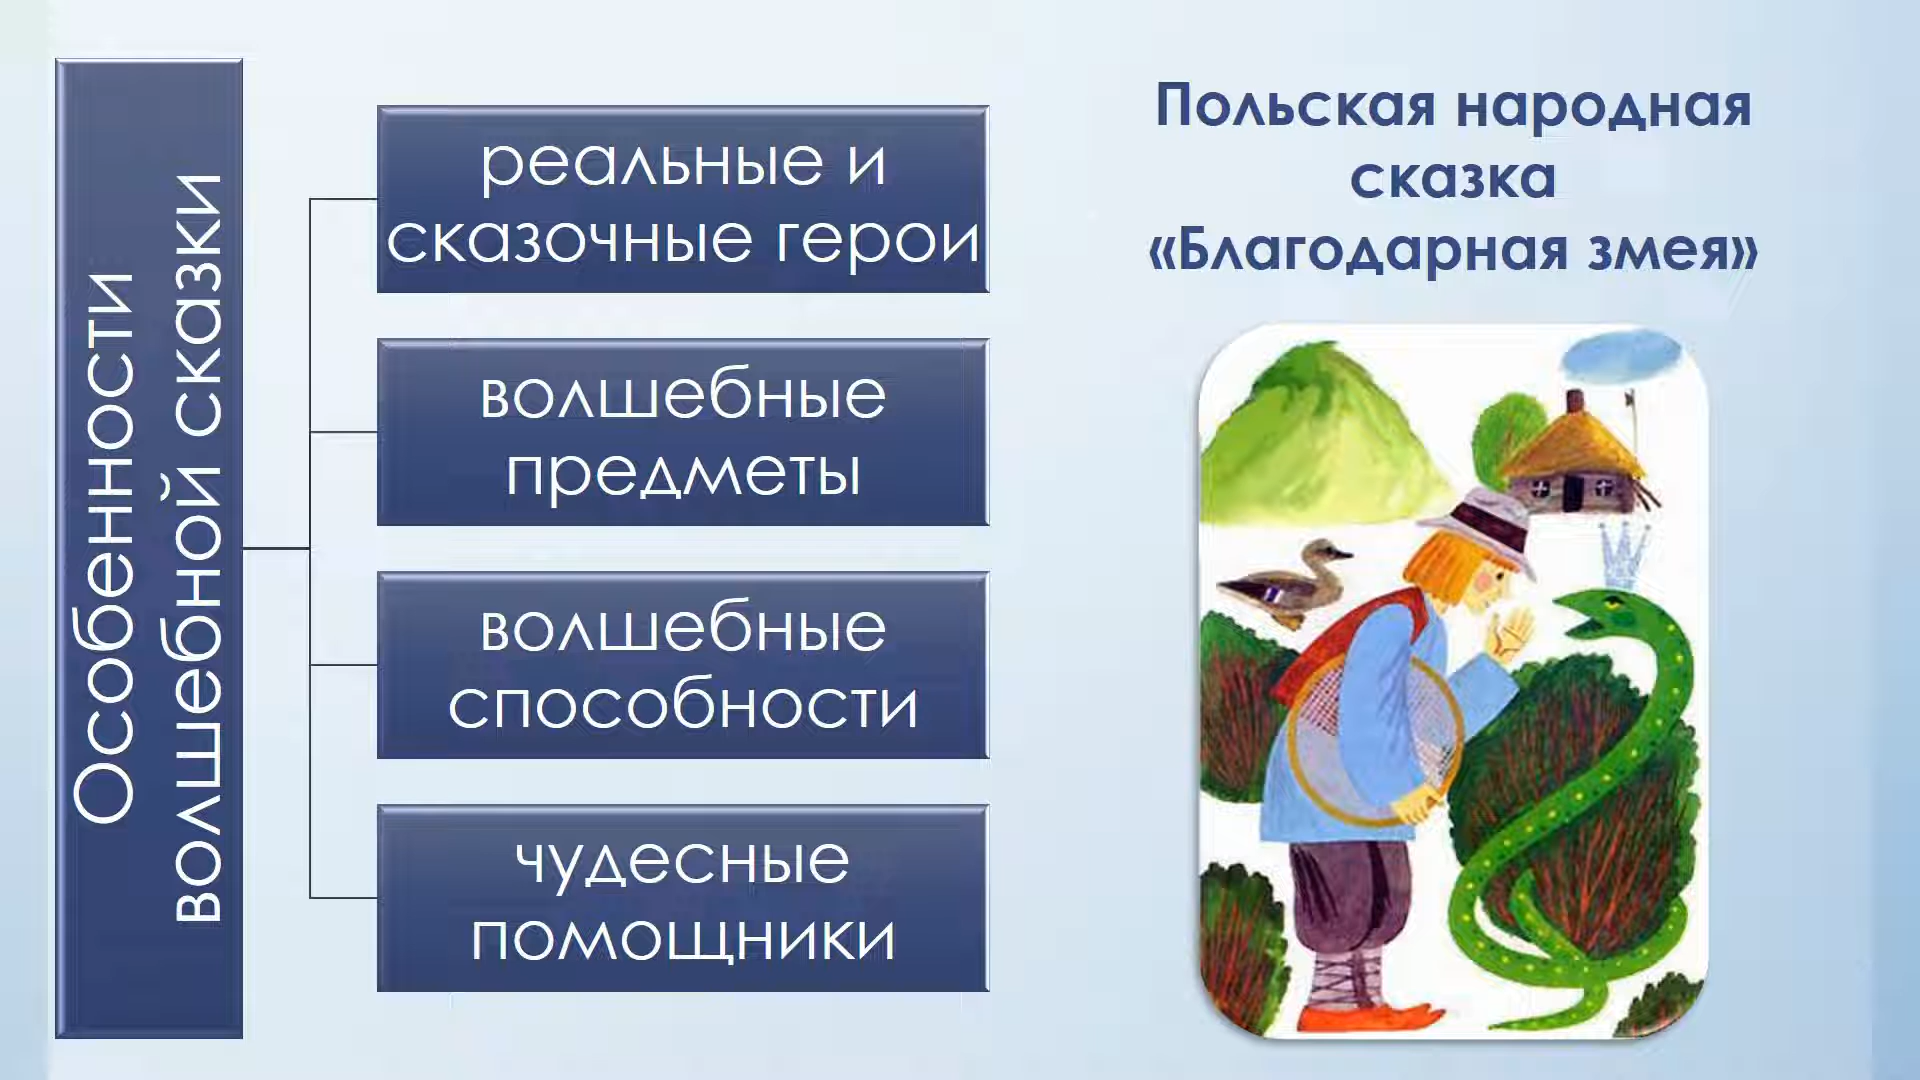 Особенности
волшебной сказки
реальные и
сказочные герои
волшебные
предметы
волшебные
способности
чудесные
помощники
Польская народная
сказка
«Благодарная змея»